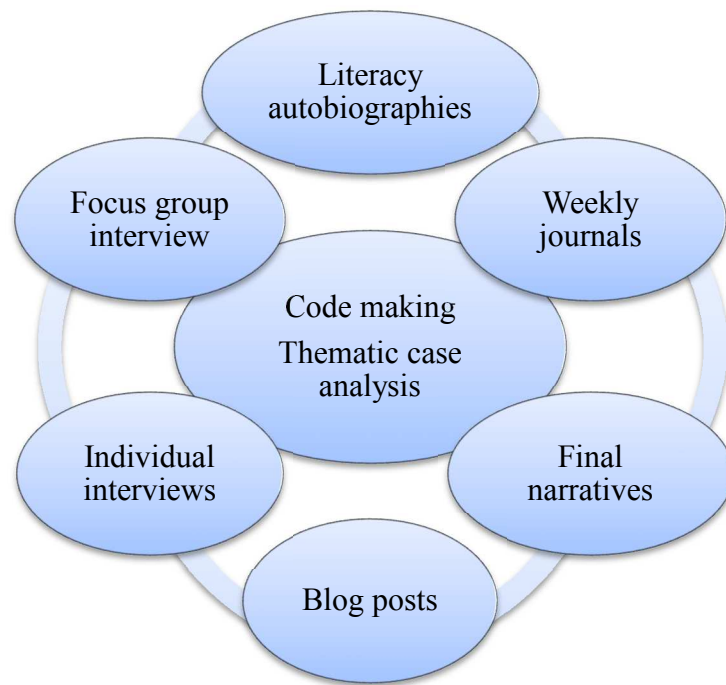 Literacy
autobiographies
Focus group
interview
Weekly
journals
Code making
Thematic case
analysis
Individual
interviews
Final
narratives
Blog posts